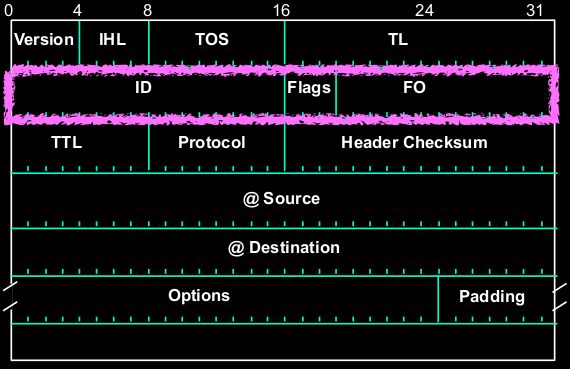 0 4 8 16 24 31
Version IHL TOS TL
ID Flags FO
TTL Protocol Header Checksum
@ Source
@ Destination
Options Padding